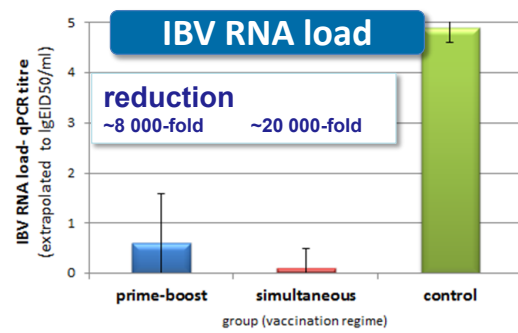 IBV RNA load
reduction
~8 000-fold ~20 000-fold
IBV RNA load- qPCR titre
(extrapolated to lgEID50/ml)
5
4
3
2
1
0
prime-boost simultaneous control
group (vaccination regime)